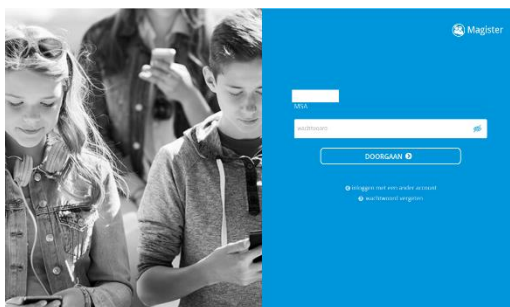 Magister
MSA
wachtwoord
DOORGAAN
inloggen met een ander account
wachtwoord vergeten